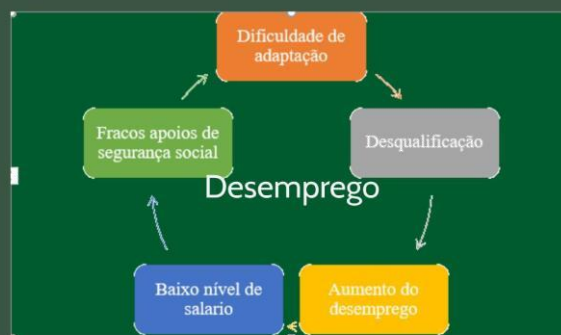 Dificuldade de
adaptação
Desqualificação
Aumento do
desemprego
Baixo nível de
salario
Fracos apoios de
segurança social
Desemprego